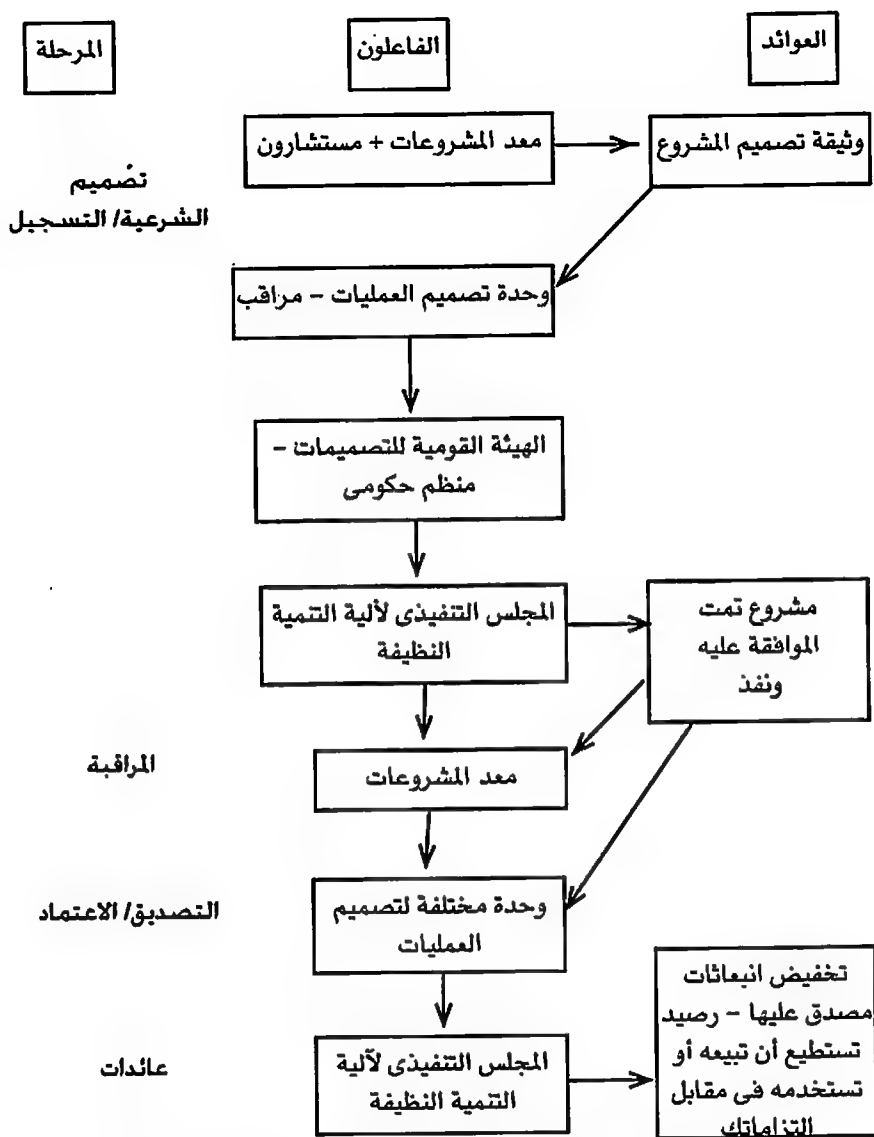 المرحلة
الفاعلون
العوائد
معد المشروعات + مستشارون
وثيقة تصميم المشروع
تصميم
الشرعية/ التسجيل
وحدة تصميم العمليات – مراقب
الهيئة القومية للتصميمات –
منظم حكومى
المجلس التنفيذى لآلية التنمية
النظيفة
مشروع تمت
الموافقة عليه
ونفذ
المراقبة
معد المشروعات
التصديق/ الاعتماد
وحدة مختلفة لتصميم
العمليات
عائدات
المجلس التنفيذى لآلية
التنمية النظيفة
تخفيض انبعاثات
مصدق عليها – رصيد
تستطيع أن تبيعه أو
تستخدمه فى مقابل
التزاماتك